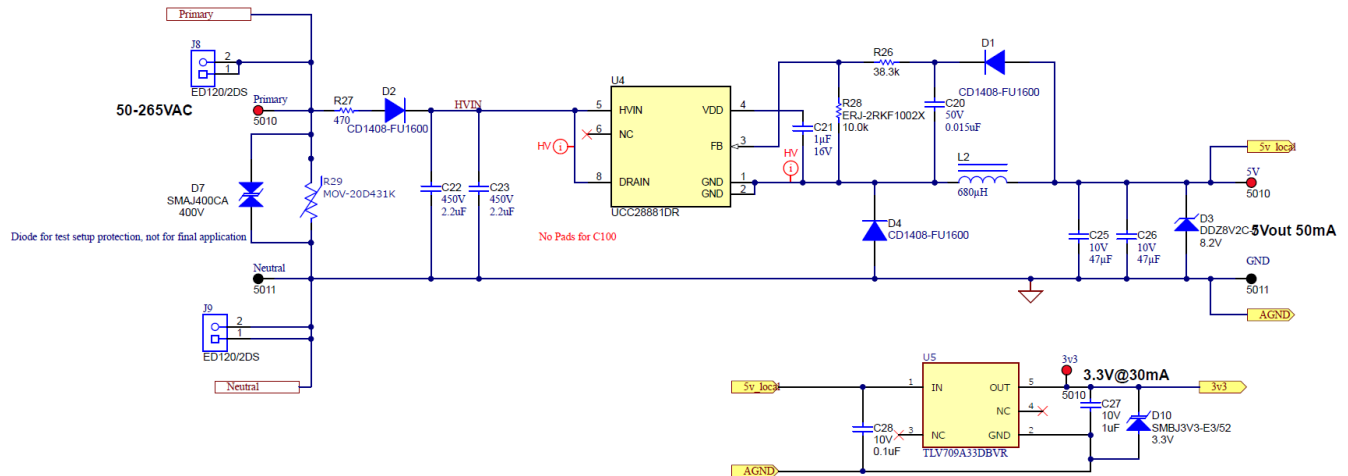 Primary
J8
2
1
ED120/2DS
50-265VAC
Primary
5010
R27
470
D2
CD1408-FU1600
HVIN
D7
SMAJ400CA
400V
R29
MOV-20D431K
Diode for test setup protection, not for final application
C22
450V
2.2uF
C23
450V
2.2uF
HV
i
U4
5
HVIN
6
NC
8
DRAIN
VDD
4
FB
3
GND
1
GND
2
UCC28881DR
No Pads for C100
C21
1µF
16V
HV
i
R28
ERJ-2RKF1002X
10.0k
R26
38.3k
D1
CD1408-FU1600
C20
50V
0.015uF
L2
680µH
D4
CD1408-FU1600
C25
10V
47µF
C26
10V
47µF
D3
8.2V
5Vout 50mA
5v_local
5V
5010
GND
5011
AGND
Neutral
5011
J9
2
1
ED120/2DS
Neutral
5v_local
AGND
C28
10V
0.1uF
U5
1
IN
3
NC
OUT
5
NC
4
GND
2
TLV709A33DBVR
3v3
5010
3.3V@30mA
3v3
C27
10V
1uF
D10
SMBJ3V3-E3/52
3.3V